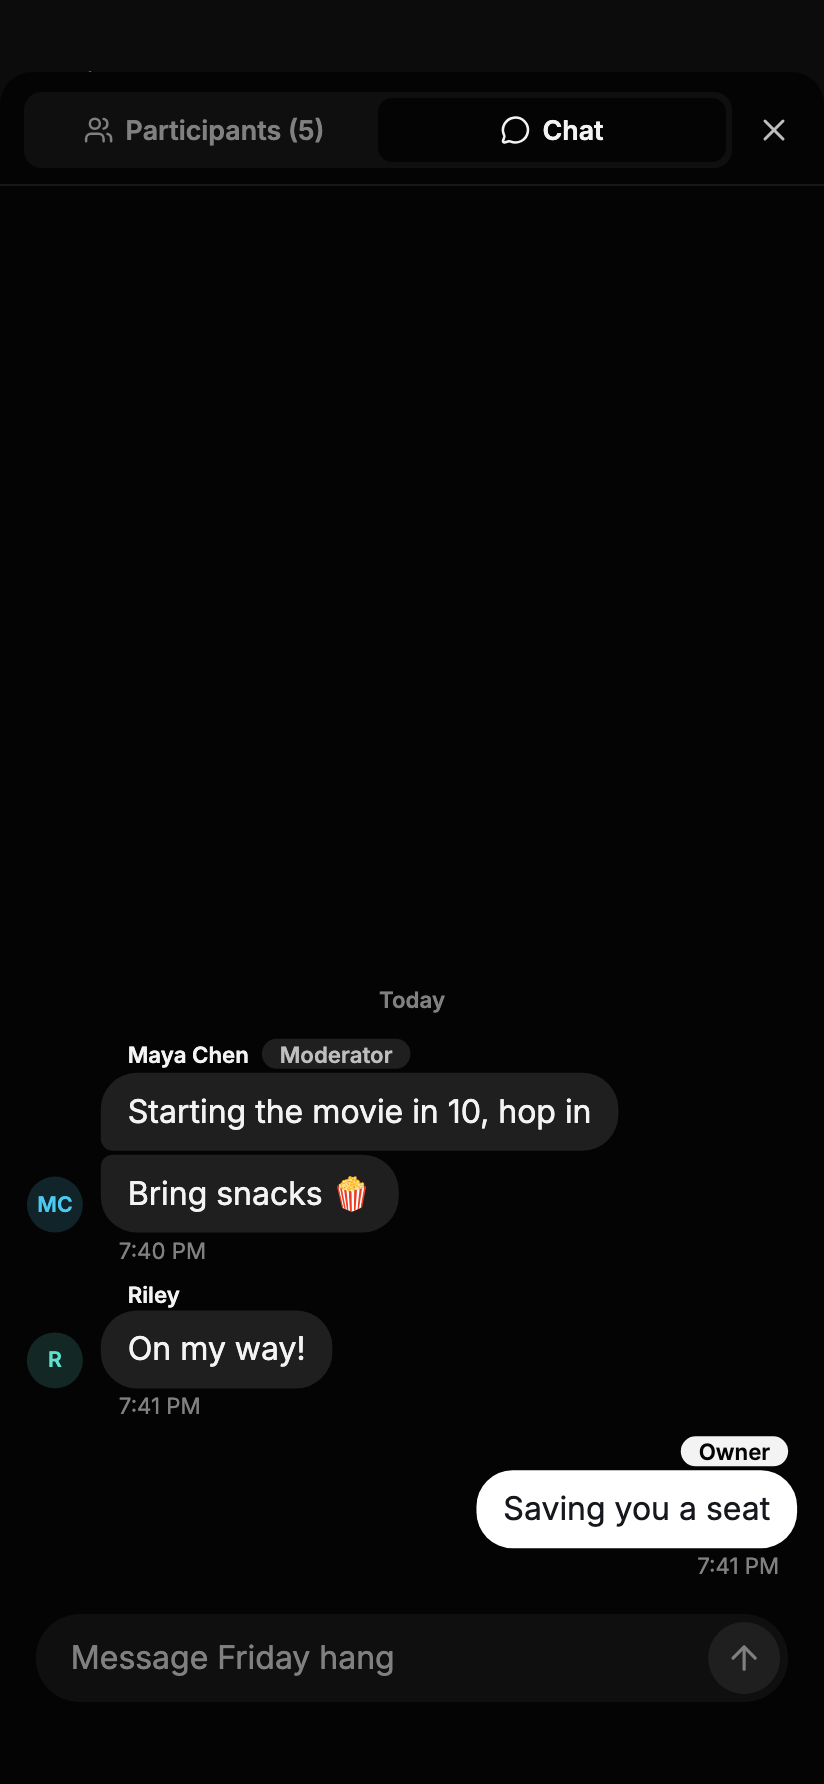 Participants (5)
Chat
Today
Maya Chen Moderator
Starting the movie in 10, hop in
Bring snacks 🍿
MC
7:40 PM
Riley
On my way!
R
7:41 PM
Owner
Saving you a seat
7:41 PM
Message Friday hang